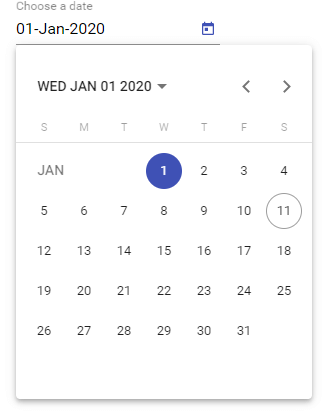 Choose a date
01-Jan-2020
WED JAN 01 2020
S M T W T F S
JAN 1 2 3 4
5 6 7 8 9 10 11
12 13 14 15 16 17 18
19 20 21 22 23 24 25
26 27 28 29 30 31